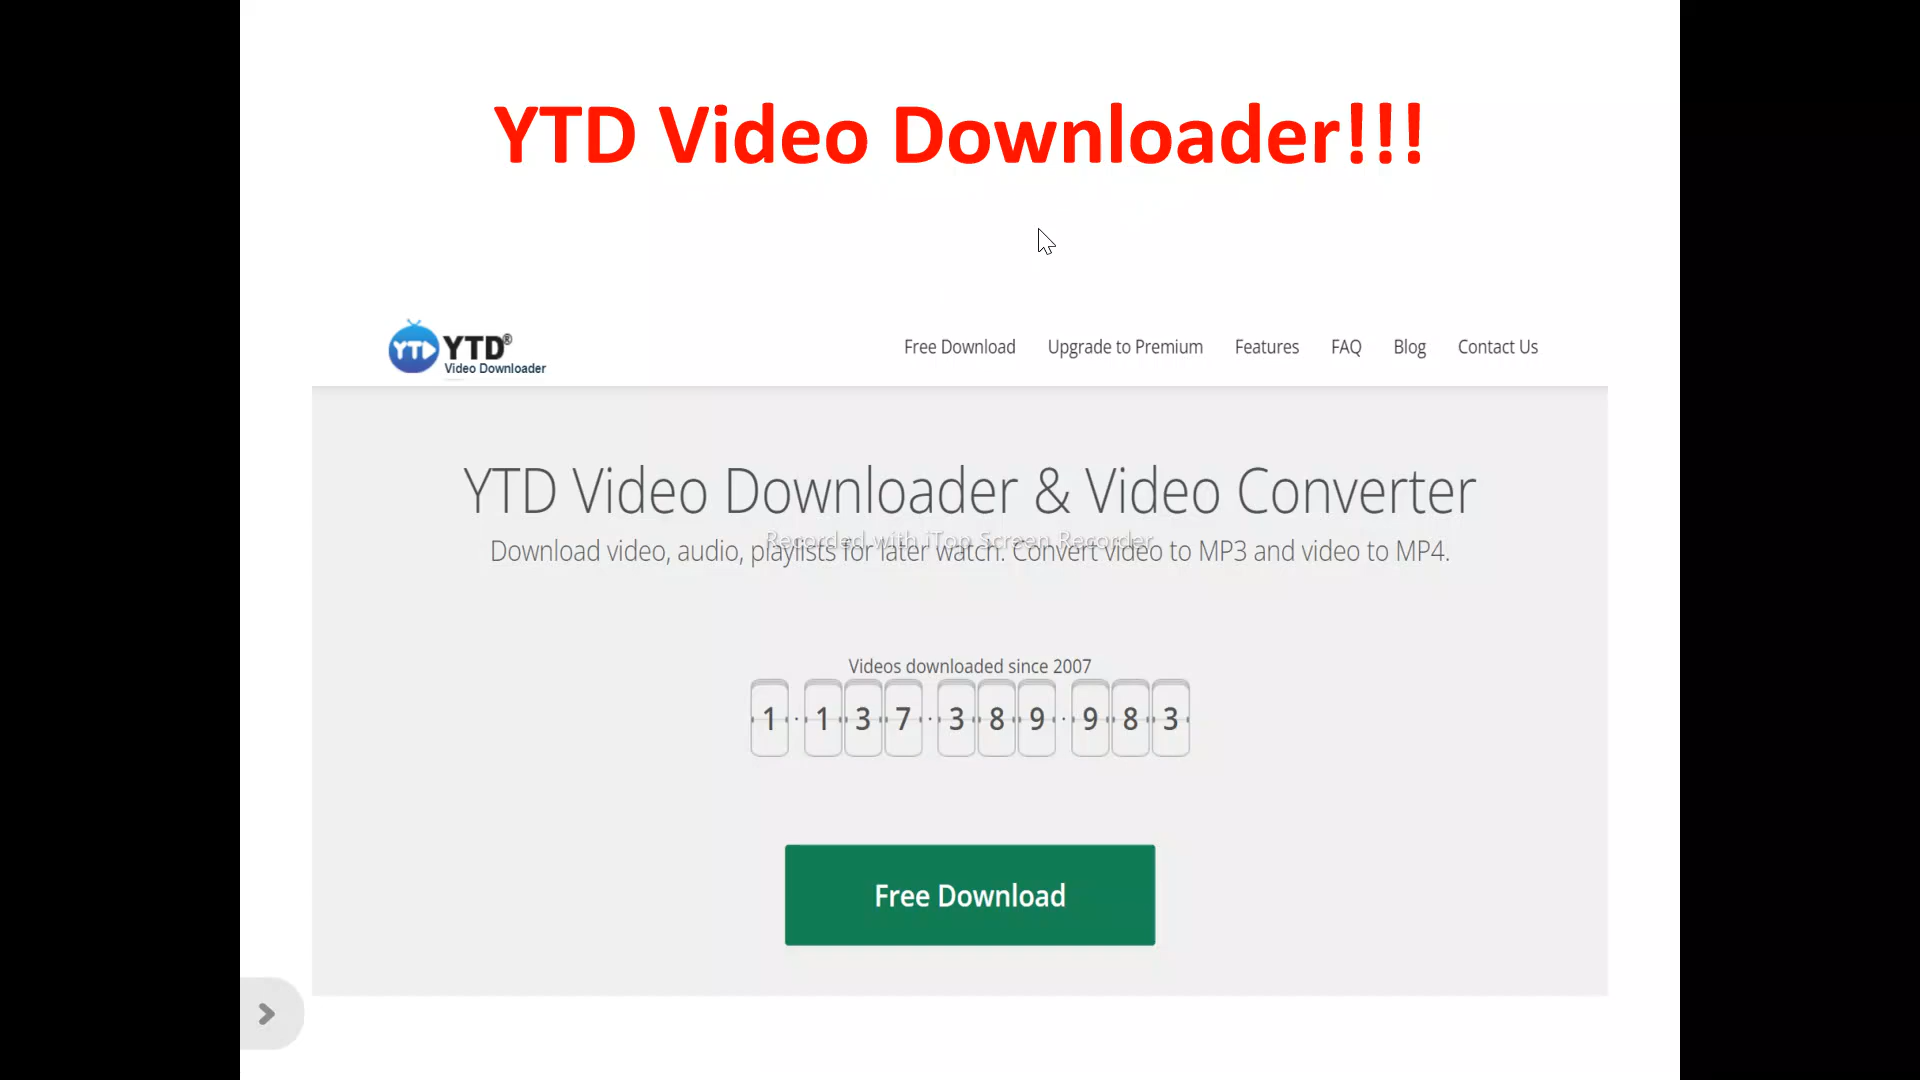 YTD Video Downloader!!!
YTD YTD®
Video Downloader
Free Download Upgrade to Premium Features FAQ Blog Contact Us
YTD Video Downloader & Video Converter
Recorded with iTop Screen Recorder
Download video, audio, playlists for later watch. Convert video to MP3 and video to MP4.
Videos downloaded since 2007
1 · 1 3 7 · 3 8 9 · 9 8 3
Free Download